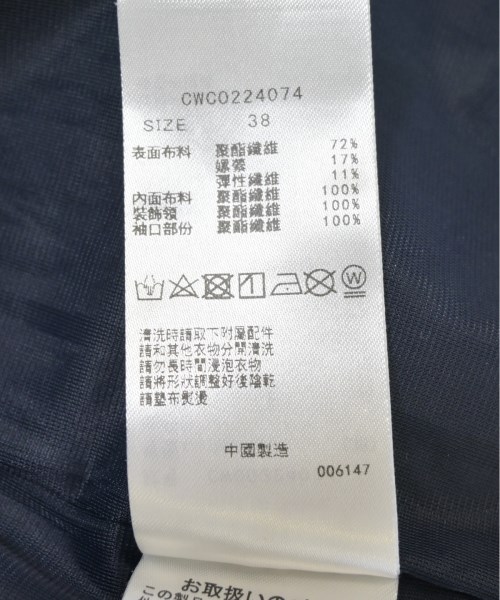 CWCO224074
SIZE 38
表面布料 聚酯纖維 72%
嫘縈 17%
彈性纖維 11%
內面布料 聚酯纖維 100%
裝飾領 聚酯纖維 100%
袖口部份 聚酯纖維 100%
W
清洗時請取下附屬配件
請和其他衣物分開清洗
請勿長時間浸泡衣物
請將形狀調整好後陰乾
請墊布熨燙
中國製造
006147
お取扱いの
この製品